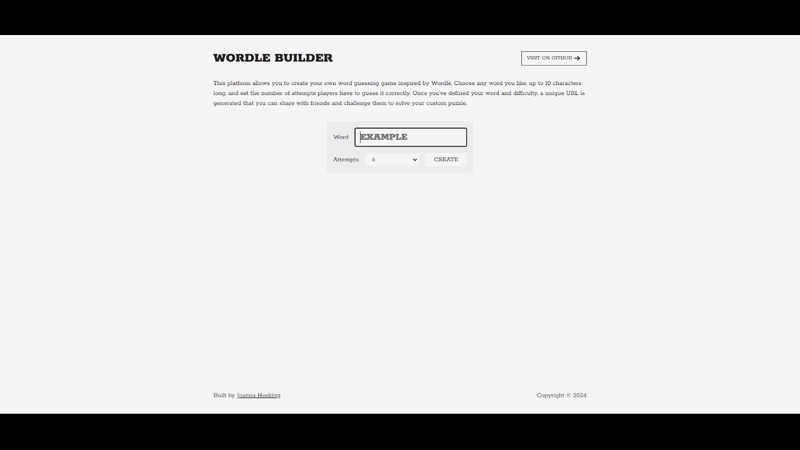 WORDLE BUILDER
VISIT ON GITHUB →
This platform allows you to create your own word guessing game inspired by Wordle. Choose any word you like, up to 10 characters
long, and set the number of attempts players have to guess it correctly. Once you've defined your word and difficulty, a unique URL is
generated that you can share with friends and challenge them to solve your custom puzzle.
Word EXAMPLE
Attempts 6 CREATE
Built by Joanna Hosking
Copyright © 2024